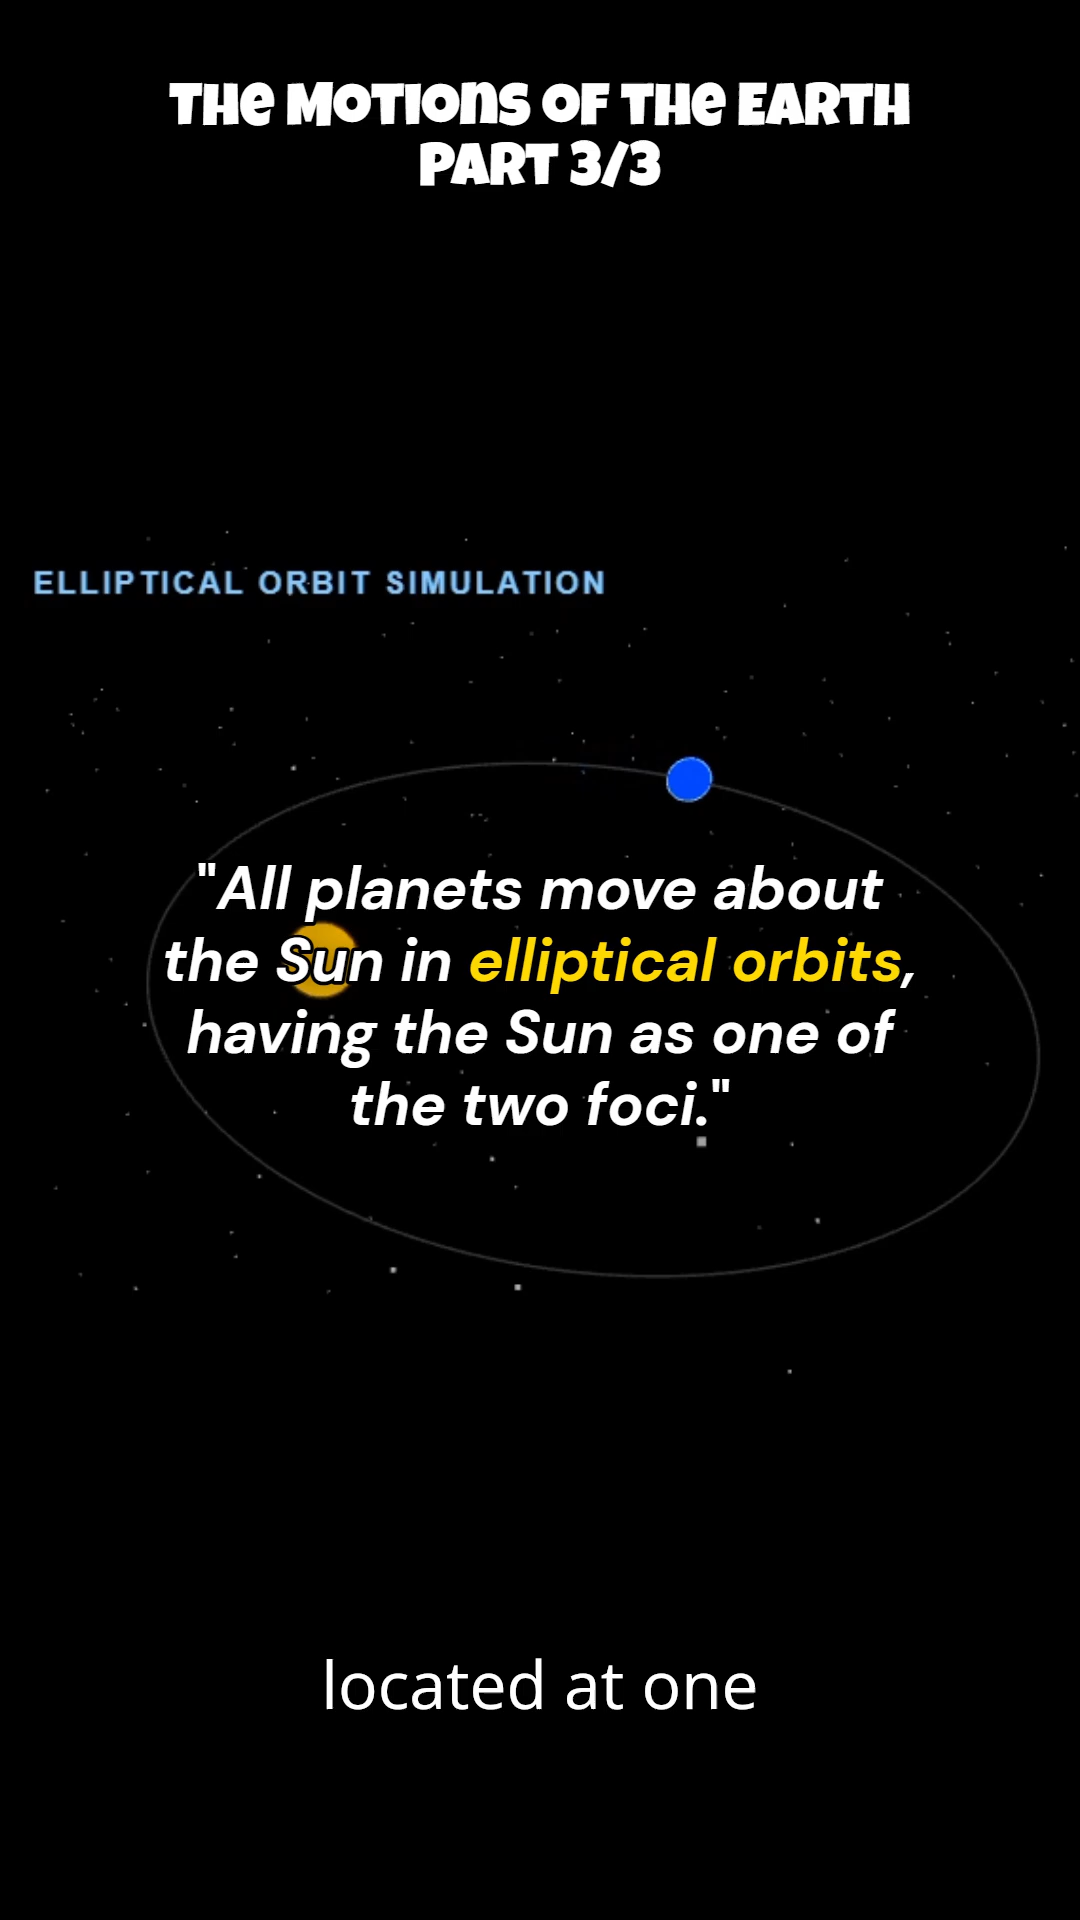 The Motions of the Earth
Part 3/3
ELLIPTICAL ORBIT SIMULATION
"All planets move about
the Sun in elliptical orbits,
having the Sun as one of
the two foci."
located at one